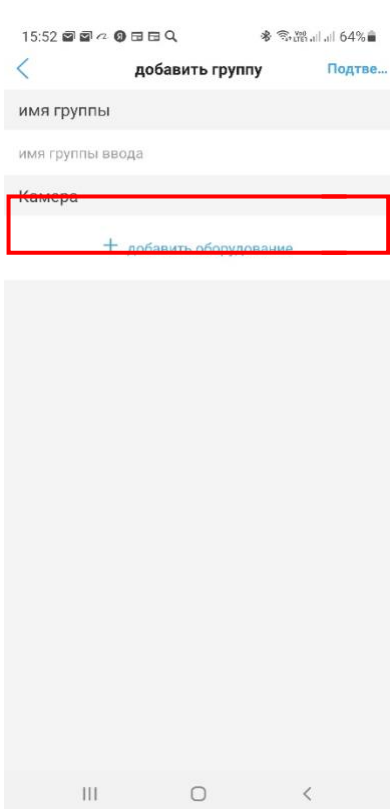 15:52 64%
добавить группу Подтве...
имя группы
имя группы ввода
Камера
+ добавить оборудование